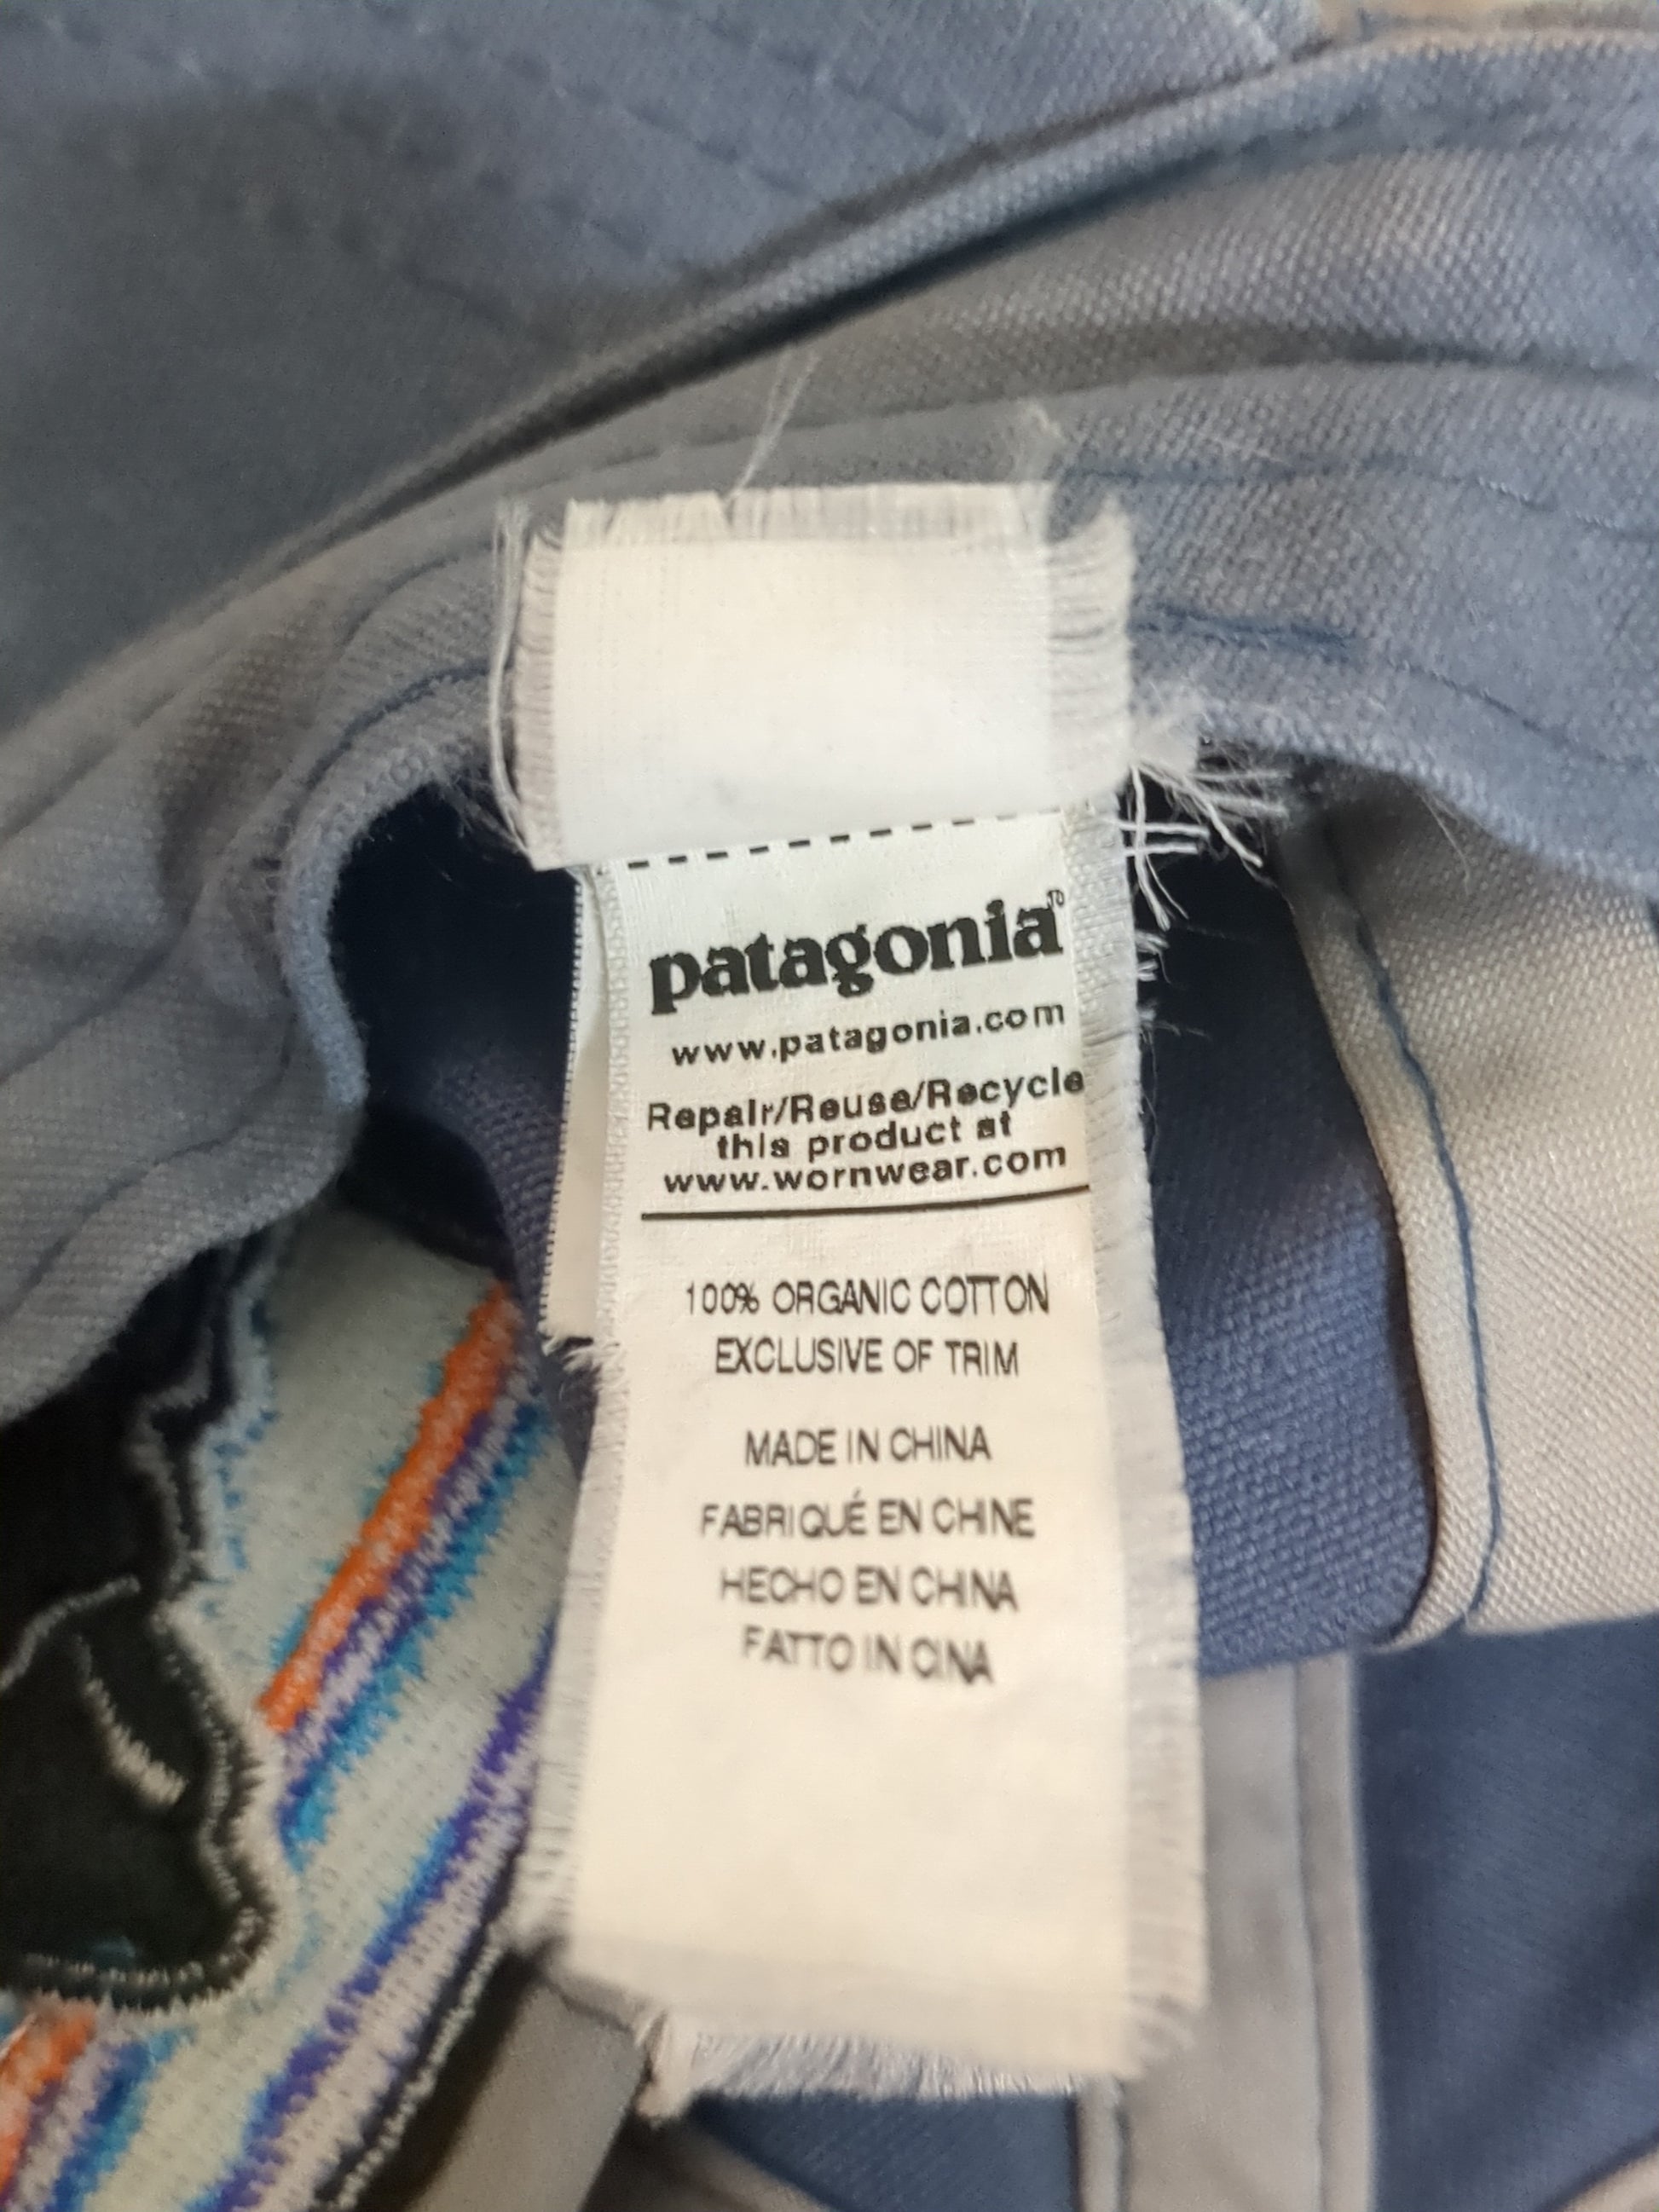 patagonia®
www.patagonia.com
Repair/Reuse/Recycle
this product at
www.wornwear.com
100% ORGANIC COTTON
EXCLUSIVE OF TRIM
MADE IN CHINA
FABRIQUÉ EN CHINE
HECHO EN CHINA
FATTO IN CINA